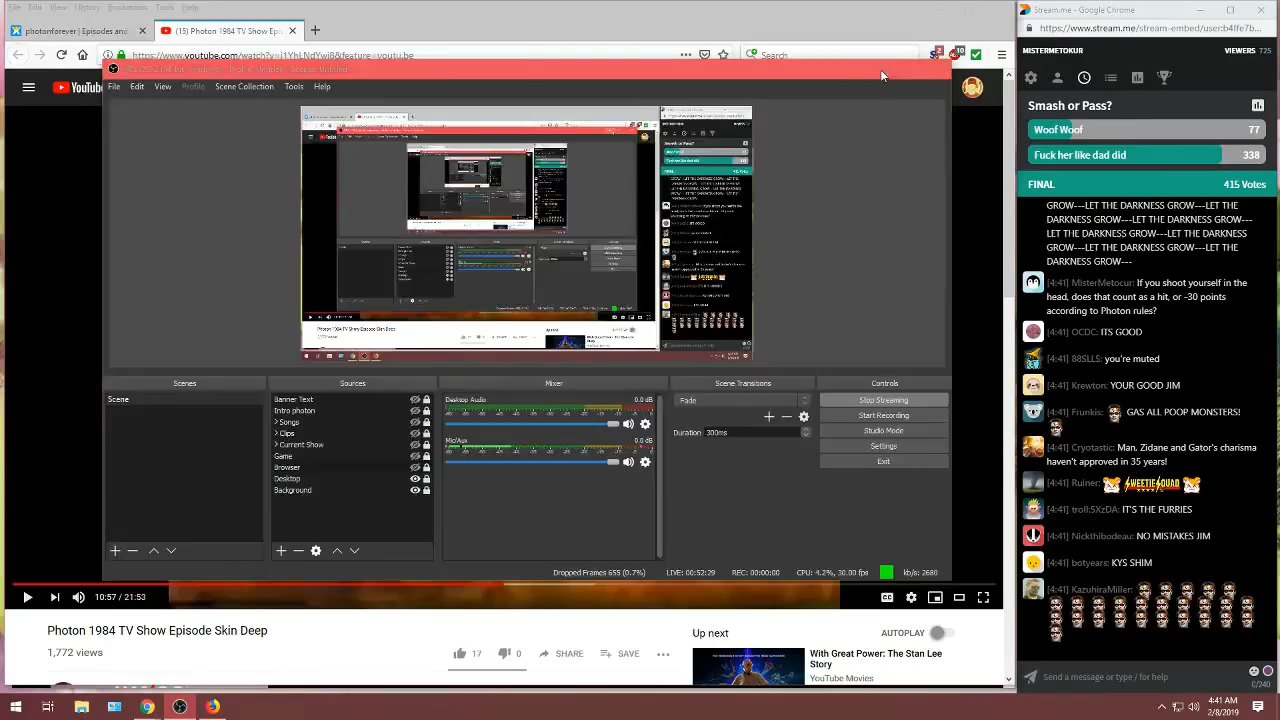 File Edit View History Bookmarks Tools Help
photonforever | Episodes and
(15) Photon 1984 TV Show Ep
Search
YouTube
File Edit View Profile Scene Collection Tools Help
Scenes
Scene
Sources
Banner Text
Intro photon
Songs
Clips
Current Show
Game
Browser
Desktop
Background
Mixer
Desktop Audio 0.0 dB
Mic/Aux 0.0 dB
Scene Transitions
Fade
Duration 300ms
Controls
Stop Streaming
Start Recording
Studio Mode
Settings
Exit
Dropped Frames 655 (0.7%) LIVE: 00:52:29 REC: 00:00:00 CPU: 4.2%, 30.00 fps kb/s: 2680
10:57 / 21:53
Photon 1984 TV Show Episode Skin Deep
1,772 views
17 0 SHARE SAVE
Up next
AUTOPLAY
With Great Power: The Stan Lee
Story
YouTube Movies
Stream.me - Google Chrome
https://www.stream.me/stream-embed/user:b4ffe7b...
MISTERMETOKUR VIEWERS 725
Smash or Pass?
Woof Woof 77
Fuck her like dad did 338
FINAL 415 Votes
GROW---LET THE DARKNESS GROW---LET THE
DARKNESS GROW---LET THE DARKNESS GROW---
LET THE DARKNESS GROW---LET THE DARKNESS
GROW---LET THE DARKNESS GROW---LET THE
DARKNESS GROW---
[4:41] MisterMetocur: If you shoot yourself in the
head, does that count as a hit, or -30 points
according to Photon rules?
[4:41] OCDC: ITS GOOD
[4:41] 88SLLS: you're muted
[4:41] Krewton: YOUR GOOD JIM
[4:41] Frunkis: GAS ALL POOP MONSTERS!
[4:41] Cryotastic: Man, Zidane and Gator's charisma
haven't approved in 35 years!
[4:41] Ruiner: SWEETIE SQUAD
[4:41] troll:5XzDA: IT'S THE FURRIES
[4:41] Nickthibodeau: NO MISTAKES JIM
[4:41] botyears: KYS SHIM
[4:41] KazuhiraMiller:
Send a message or type / for help
0/240
4:41 AM
2/8/2019